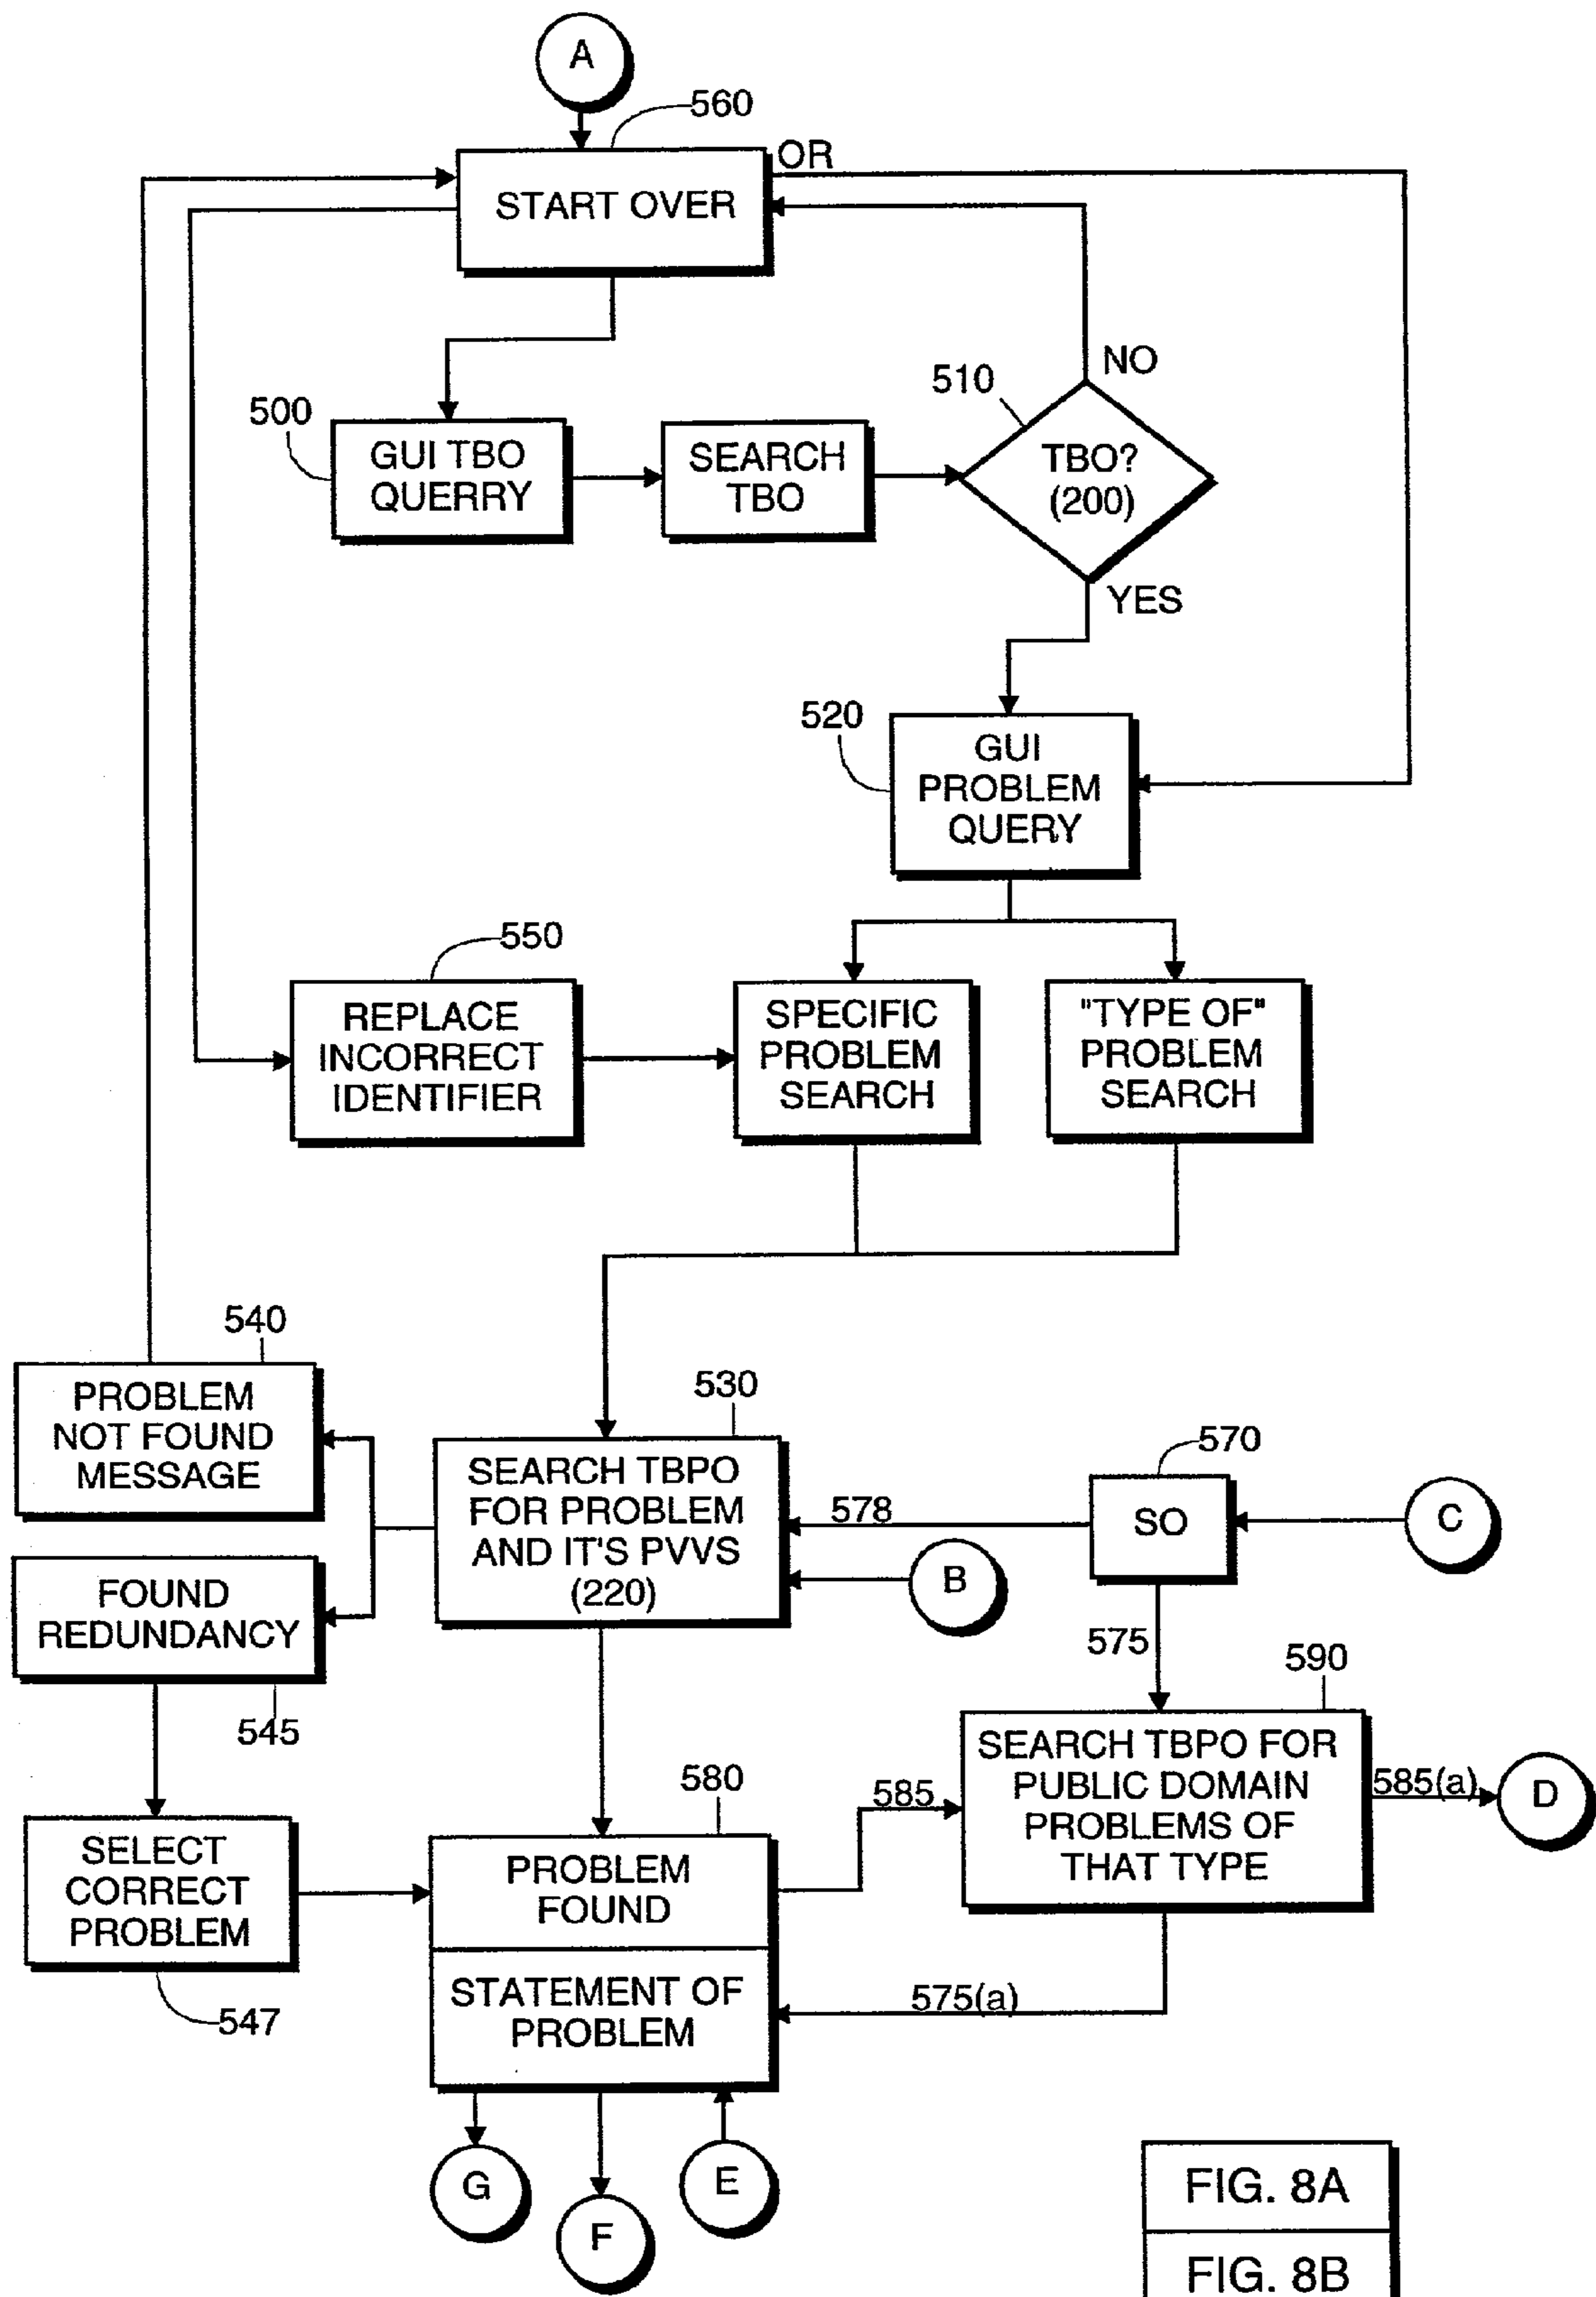 A
560
START OVER
OR
NO
510
500
GUI TBO
QUERRY
SEARCH
TBO
TBO?
(200)
YES
520
GUI
PROBLEM
QUERY
550
REPLACE
INCORRECT
IDENTIFIER
SPECIFIC
PROBLEM
SEARCH
"TYPE OF"
PROBLEM
SEARCH
540
PROBLEM
NOT FOUND
MESSAGE
530
SEARCH TBPO
FOR PROBLEM
AND IT'S PVVS
(220)
578
570
SO
C
B
FOUND
REDUNDANCY
545
575
590
SEARCH TBPO FOR
PUBLIC DOMAIN
PROBLEMS OF
THAT TYPE
585(a)
D
580
585
SELECT
CORRECT
PROBLEM
547
PROBLEM
FOUND
STATEMENT OF
PROBLEM
575(a)
G
F
E
FIG. 8A
FIG. 8B